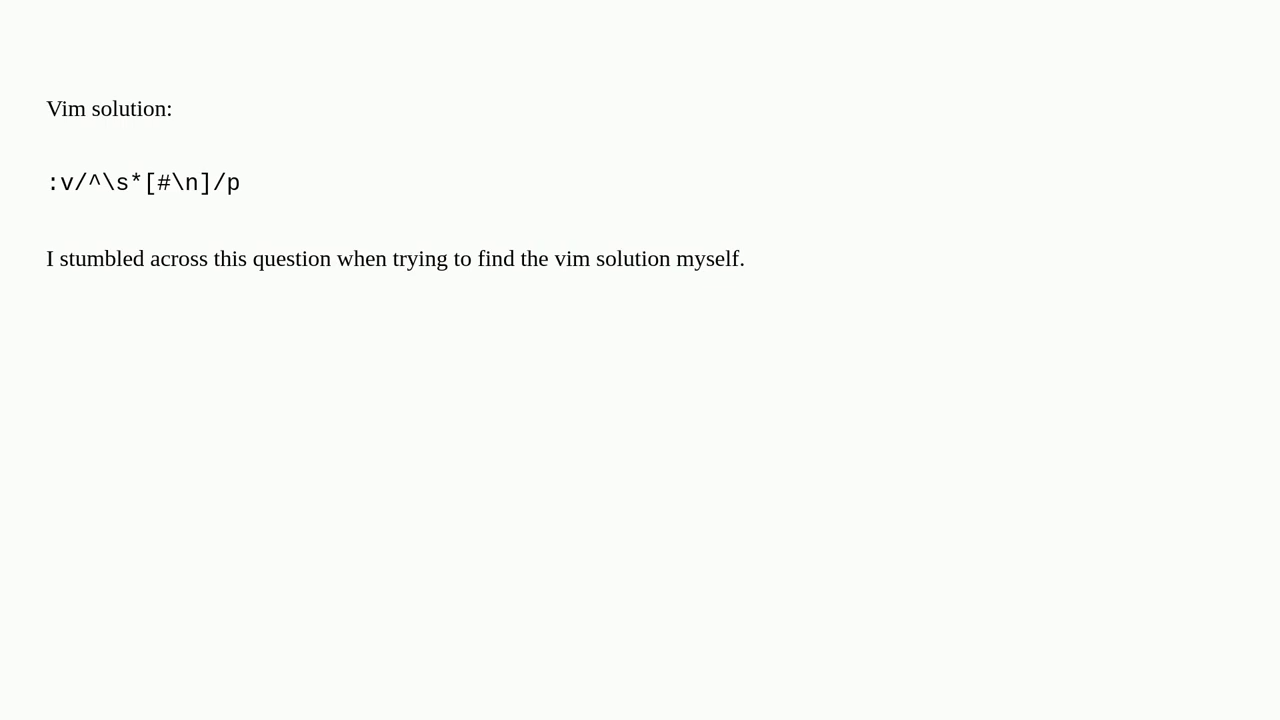 Vim solution:
:v/^\s*[#\n]/p
I stumbled across this question when trying to find the vim solution myself.